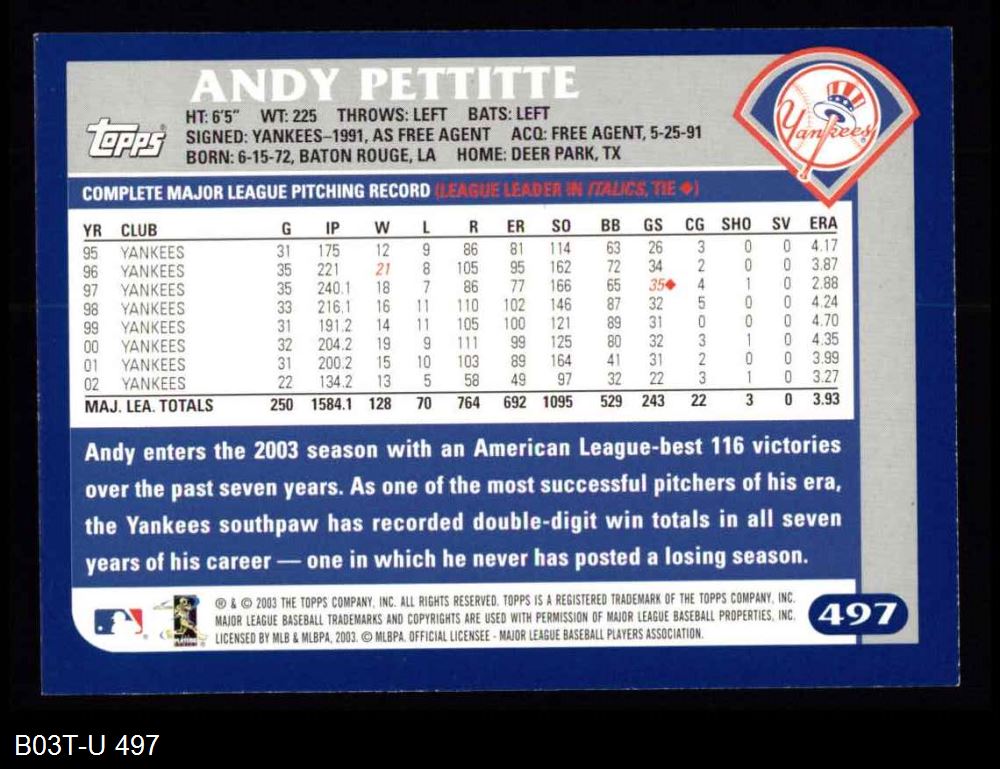 ANDY PETTITTE
Topps®
HT: 6'5" WT: 225 THROWS: LEFT BATS: LEFT
SIGNED: YANKEES–1991, AS FREE AGENT ACQ: FREE AGENT, 5-25-91
BORN: 6-15-72, BATON ROUGE, LA HOME: DEER PARK, TX
Yankees
COMPLETE MAJOR LEAGUE PITCHING RECORD (LEAGUE LEADER IN ITALICS, TIE ◆)
YR CLUB G IP W L R ER SO BB GS CG SHO SV ERA
95 YANKEES 31 175 12 9 86 81 114 63 26 3 0 0 4.17
96 YANKEES 35 221 21 8 105 95 162 72 34 2 0 0 3.87
97 YANKEES 35 240.1 18 7 86 77 166 65 35◆ 4 1 0 2.88
98 YANKEES 33 216.1 16 11 110 102 146 87 32 5 0 0 4.24
99 YANKEES 31 191.2 14 11 105 100 121 89 31 0 0 0 4.70
00 YANKEES 32 204.2 19 9 111 99 125 80 32 3 1 0 4.35
01 YANKEES 31 200.2 15 10 103 89 164 41 31 2 0 0 3.99
02 YANKEES 22 134.2 13 5 58 49 97 32 22 3 1 0 3.27
MAJ. LEA. TOTALS 250 1584.1 128 70 764 692 1095 529 243 22 3 0 3.93
Andy enters the 2003 season with an American League-best 116 victories
over the past seven years. As one of the most successful pitchers of his era,
the Yankees southpaw has recorded double-digit win totals in all seven
years of his career — one in which he never has posted a losing season.
® & © 2003 THE TOPPS COMPANY, INC. ALL RIGHTS RESERVED. TOPPS IS A REGISTERED TRADEMARK OF THE TOPPS COMPANY, INC.
MAJOR LEAGUE BASEBALL TRADEMARKS AND COPYRIGHTS ARE USED WITH PERMISSION OF MAJOR LEAGUE BASEBALL PROPERTIES, INC.
LICENSED BY MLB & MLBPA, 2003. © MLBPA. OFFICIAL LICENSEE - MAJOR LEAGUE BASEBALL PLAYERS ASSOCIATION.
497
B03T-U 497